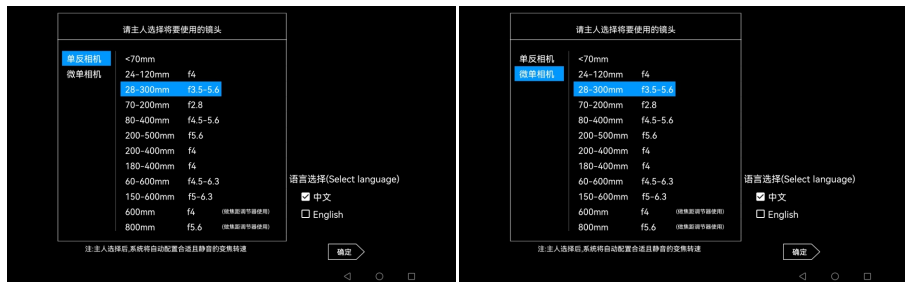 请主人选择将要使用的镜头
单反相机 <70mm
微单相机 24-120mm f4
28-300mm f3.5-5.6
70-200mm f2.8
80-400mm f4.5-5.6
200-500mm f5.6
200-400mm f4
180-400mm f4
60-600mm f4.5-6.3
150-600mm f5-6.3
600mm f4 (微焦距调节器使用)
800mm f5.6 (微焦距调节器使用)
注:主人选择后,系统将自动配置合适且静音的变焦转速
语言选择(Select language)
中文
English
确定
请主人选择将要使用的镜头
单反相机 <70mm
微单相机 24-120mm f4
28-300mm f3.5-5.6
70-200mm f2.8
80-400mm f4.5-5.6
200-500mm f5.6
200-400mm f4
180-400mm f4
60-600mm f4.5-6.3
150-600mm f5-6.3
600mm f4 (微焦距调节器使用)
800mm f5.6 (微焦距调节器使用)
注:主人选择后,系统将自动配置合适且静音的变焦转速
语言选择(Select language)
中文
English
确定